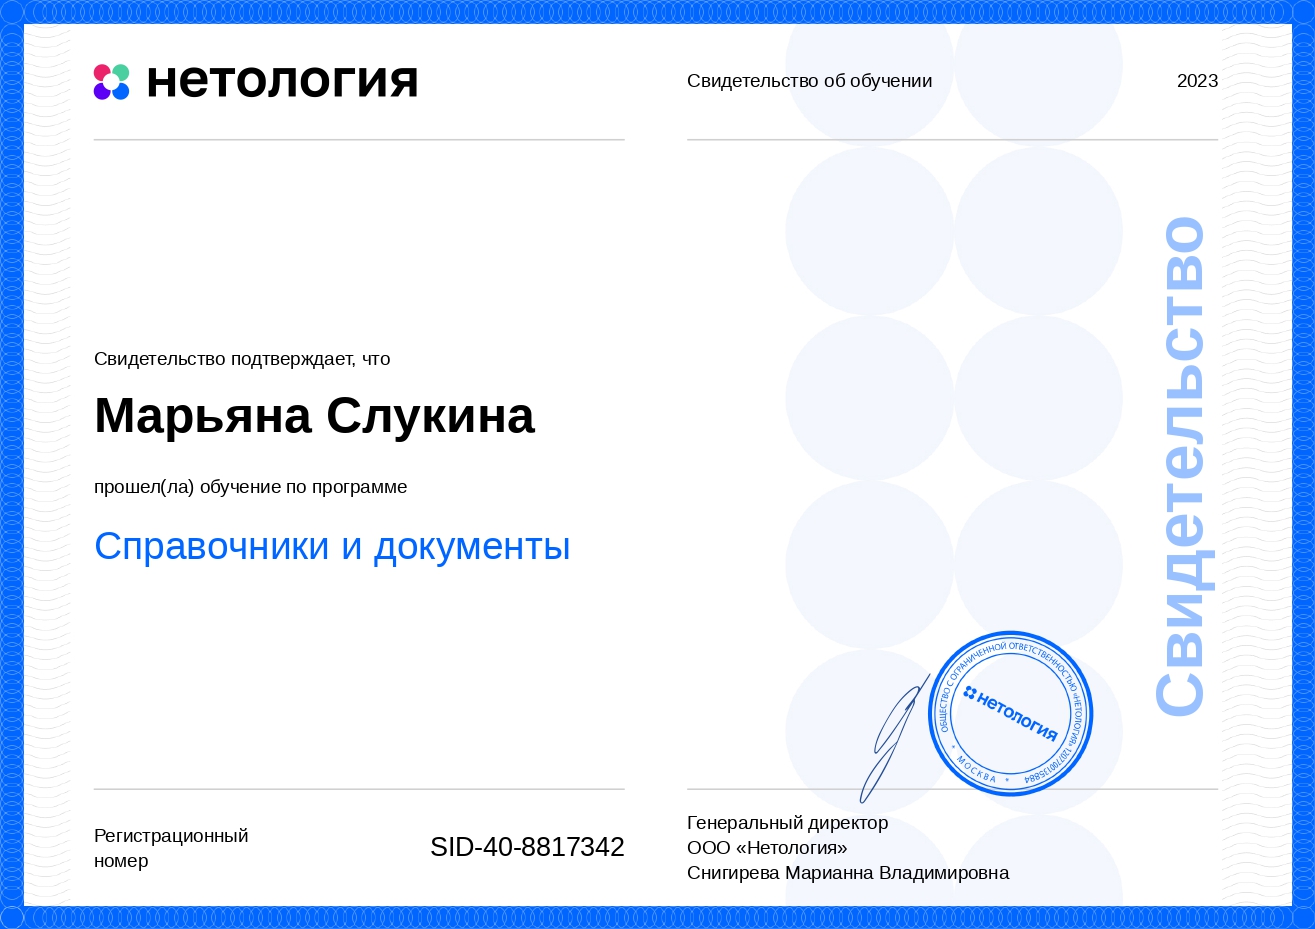 нетология
Свидетельство об обучении
2023
Свидетельство подтверждает, что
Марьяна Слукина
прошел(ла) обучение по программе
Справочники и документы
Свидетельство
ОБЩЕСТВО С ОГРАНИЧЕННОЙ ОТВЕТСТВЕННОСТЬЮ «НЕТОЛОГИЯ» 1207700135884
* МОСКВА *
нетология
Регистрационный
номер
SID-40-8817342
Генеральный директор
ООО «Нетология»
Снигирева Марианна Владимировна